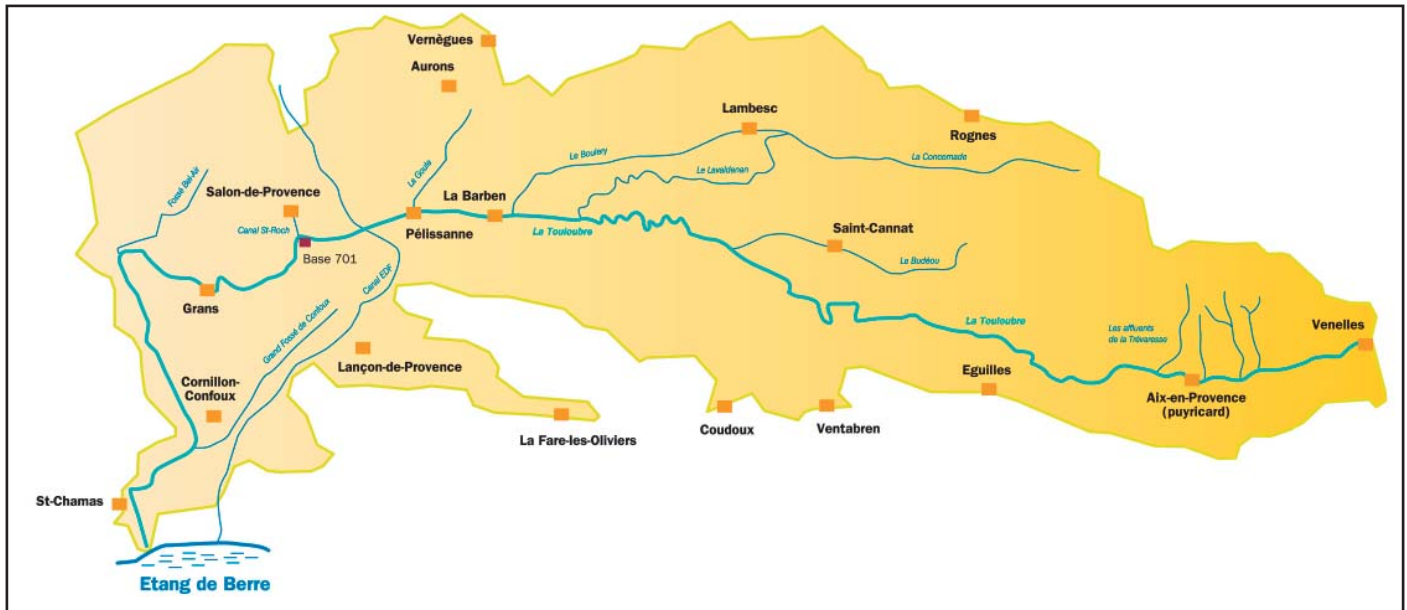 Vernègues
Aurons
Lambesc
Rognes
Le Boulery
La Concernade
La Goule
Le Lavaldenan
Fossé Bel-Air
Salon-de-Provence
La Barben
Canal St-Roch
Pélissanne
La Touloubre
Saint-Cannat
Base 701
Le Budéou
Canal EDF
Grans
Grand Fossé de Confoux
La Touloubre
Les affluents
de la Trévaresse
Venelles
Lançon-de-Provence
Eguilles
Cornillon-
Confoux
Aix-en-Provence
(puyricard)
La Fare-les-Oliviers
Coudoux
Ventabren
St-Chamas
Etang de Berre